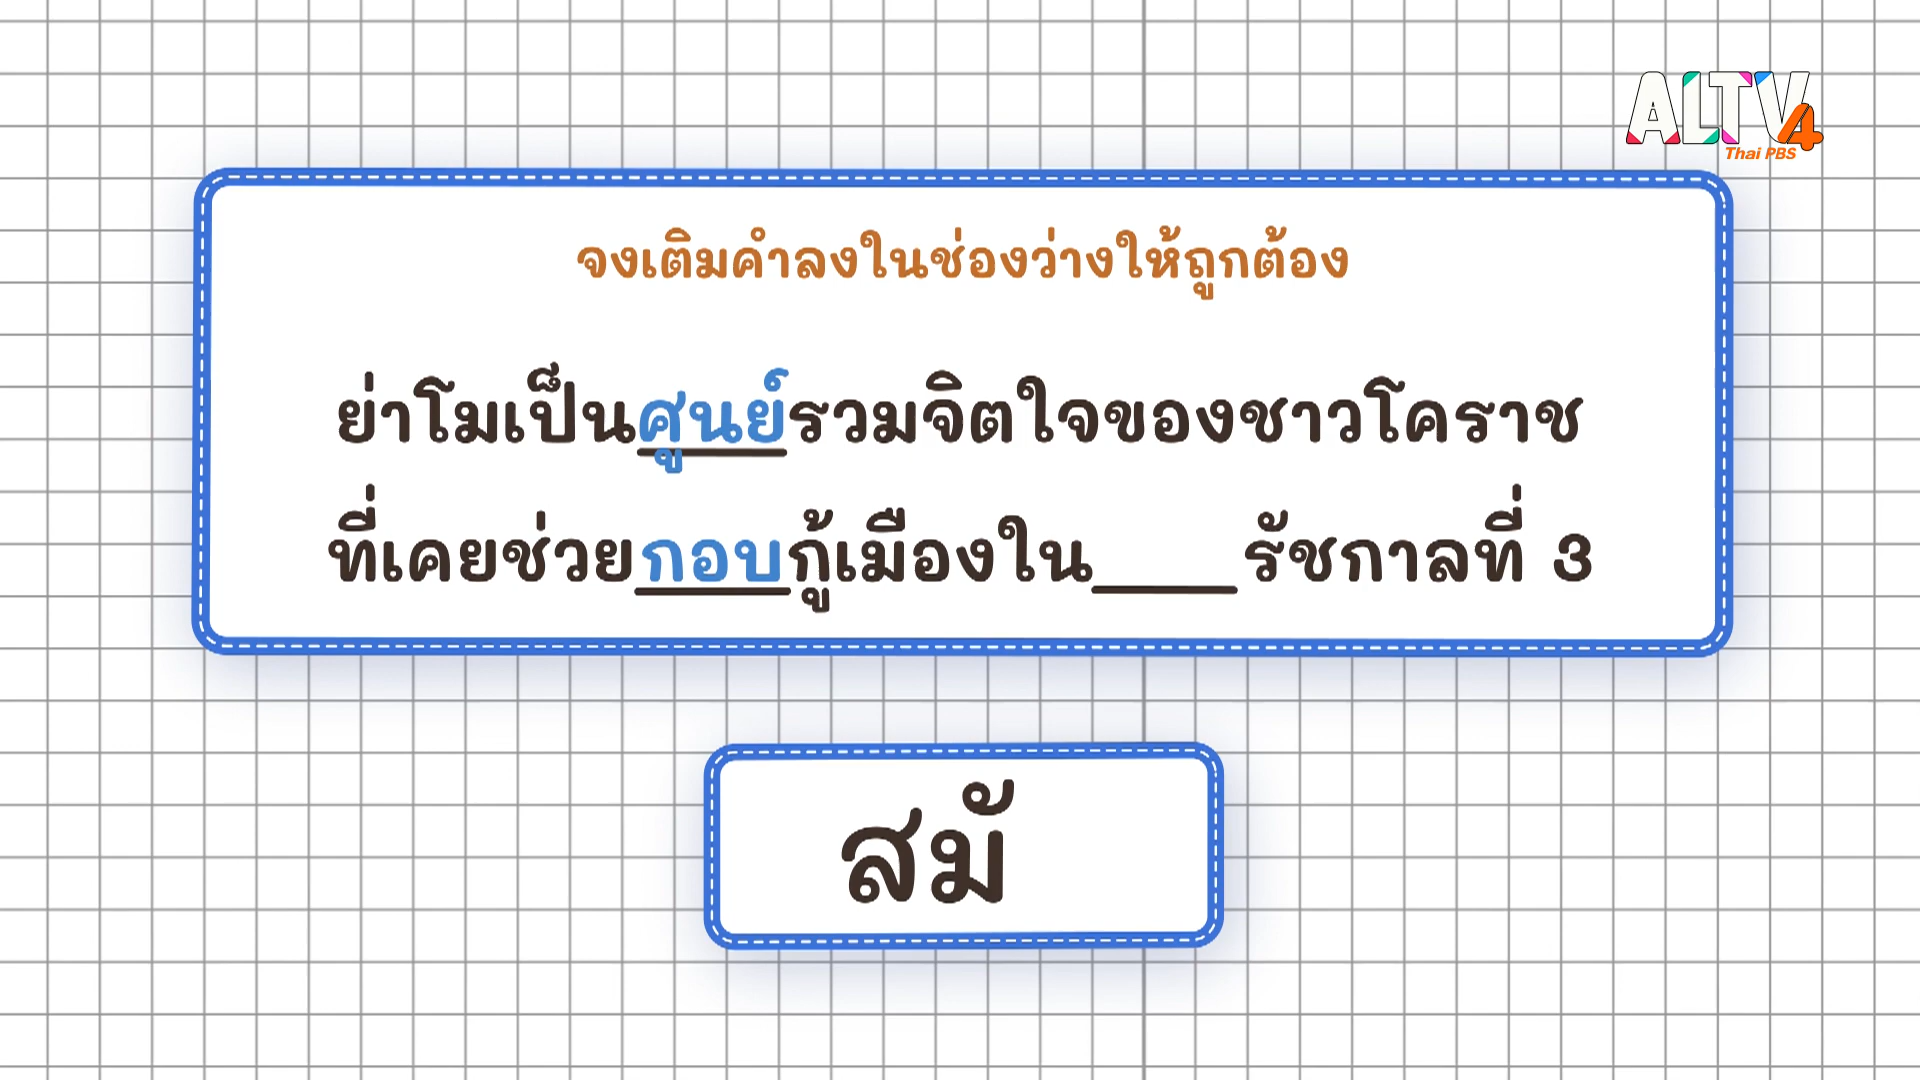 ALTV4
Thai PBS
จงเติมคำลงในช่องว่างให้ถูกต้อง
ย่าโมเป็นศูนย์รวมจิตใจของชาวโคราช
ที่เคยช่วยกอบกู้เมืองใน____รัชกาลที่ 3
สมั